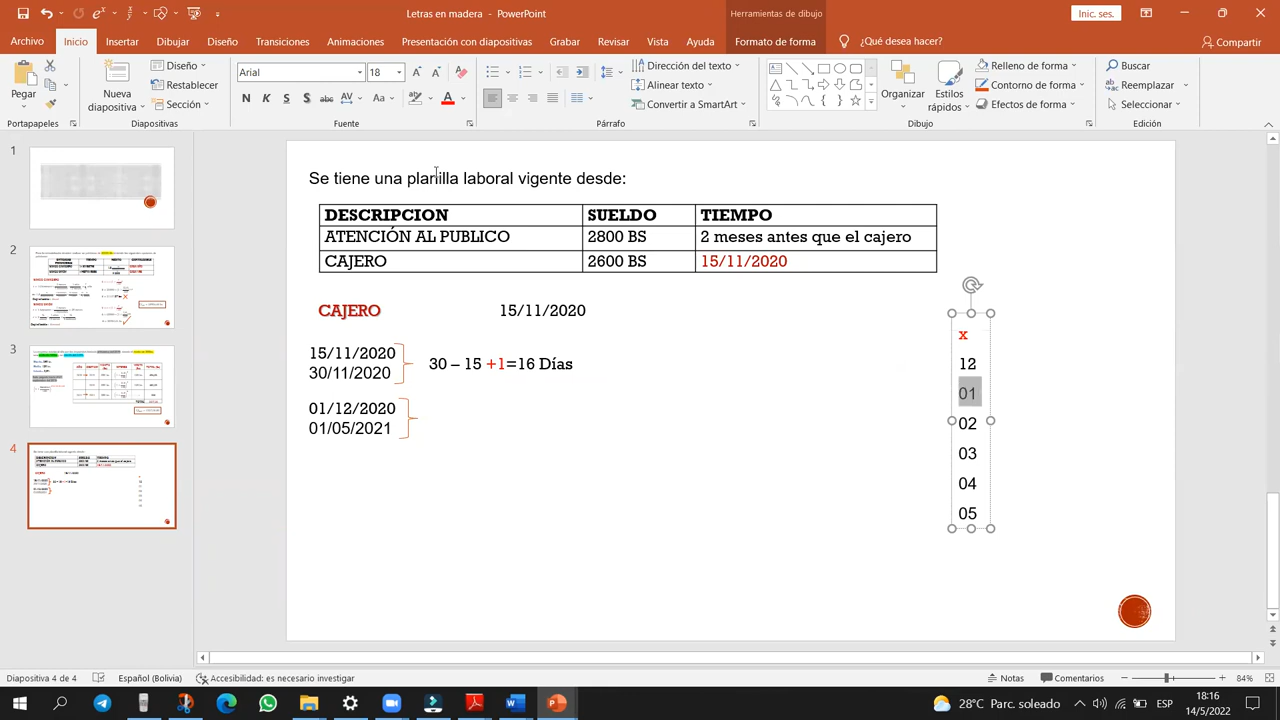 Letras en madera - PowerPoint
Herramientas de dibujo
Inic. ses.
Archivo Inicio Insertar Dibujar Diseño Transiciones Animaciones Presentación con diapositivas Grabar Revisar Vista Ayuda Formato de forma ¿Qué desea hacer? Compartir
Pegar
Nueva diapositiva
Diseño
Restablecer
Sección
Arial 18
N K S S abc AV Aa A
Dirección del texto
Alinear texto
Convertir a SmartArt
Organizar
Estilos rápidos
Relleno de forma
Contorno de forma
Efectos de forma
Buscar
Reemplazar
Seleccionar
Portapapeles Diapositivas Fuente Párrafo Dibujo Edición
1
2
3
4
Se tiene una planilla laboral vigente desde:
DESCRIPCION SUELDO TIEMPO
ATENCIÓN AL PUBLICO 2800 BS 2 meses antes que el cajero
CAJERO 2600 BS 15/11/2020
CAJERO 15/11/2020
15/11/2020
30/11/2020
30 – 15 +1=16 Días
01/12/2020
01/05/2021
x
12
01
02
03
04
05
Diapositiva 4 de 4 Español (Bolivia) Accesibilidad: es necesario investigar Notas Comentarios 84%
28°C Parc. soleado ESP 18:16
14/5/2022